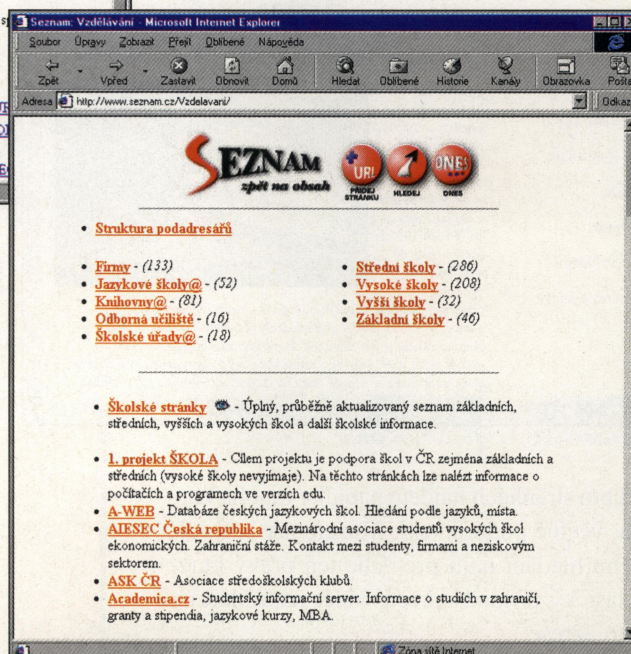 Seznam: Vzdělávání - Microsoft Internet Explorer
Soubor Úpravy Zobrazit Přejít Oblíbené Nápověda
Zpět Vpřed Zastavit Obnovit Domů Hledat Oblíbené Historie Kanály Obrazovka Pošta
Adresa http://www.seznam.cz/Vzdelavani/ Odkaz
SEZNAM
zpět na obsah
URL
DNES
PŘIDEJ STRÁNKU HLEDEJ DNES
• Struktura podadresářů
• Firmy - (133)
• Jazykové školy@ - (52)
• Knihovny@ - (81)
• Odborná učiliště - (16)
• Školské úřady@ - (18)
• Střední školy - (286)
• Vysoké školy - (208)
• Vyšší školy - (32)
• Základní školy - (46)
• Školské stránky - Úplný, průběžně aktualizovaný seznam základních,
středních, vyšších a vysokých škol a další školské informace.
• 1. projekt ŠKOLA - Cílem projektu je podpora škol v ČR zejména základních a
středních (vysoké školy nevyjímaje). Na těchto stránkách lze nalézt informace o
počítačích a programech ve verzích edu.
• A-WEB - Databáze českých jazykových škol. Hledání podle jazyků, místa.
• AIESEC Česká republika - Mezinárodní asociace studentů vysokých škol
ekonomických. Zahraniční stáže. Kontakt mezi studenty, firmami a neziskovým
sektorem.
• ASK ČR - Asociace středoškolských klubů.
• Academica.cz - Studentský informační server. Informace o studiích v zahraničí,
granty a stipendia, jazykové kurzy, MBA.
Zóna sítě Internet